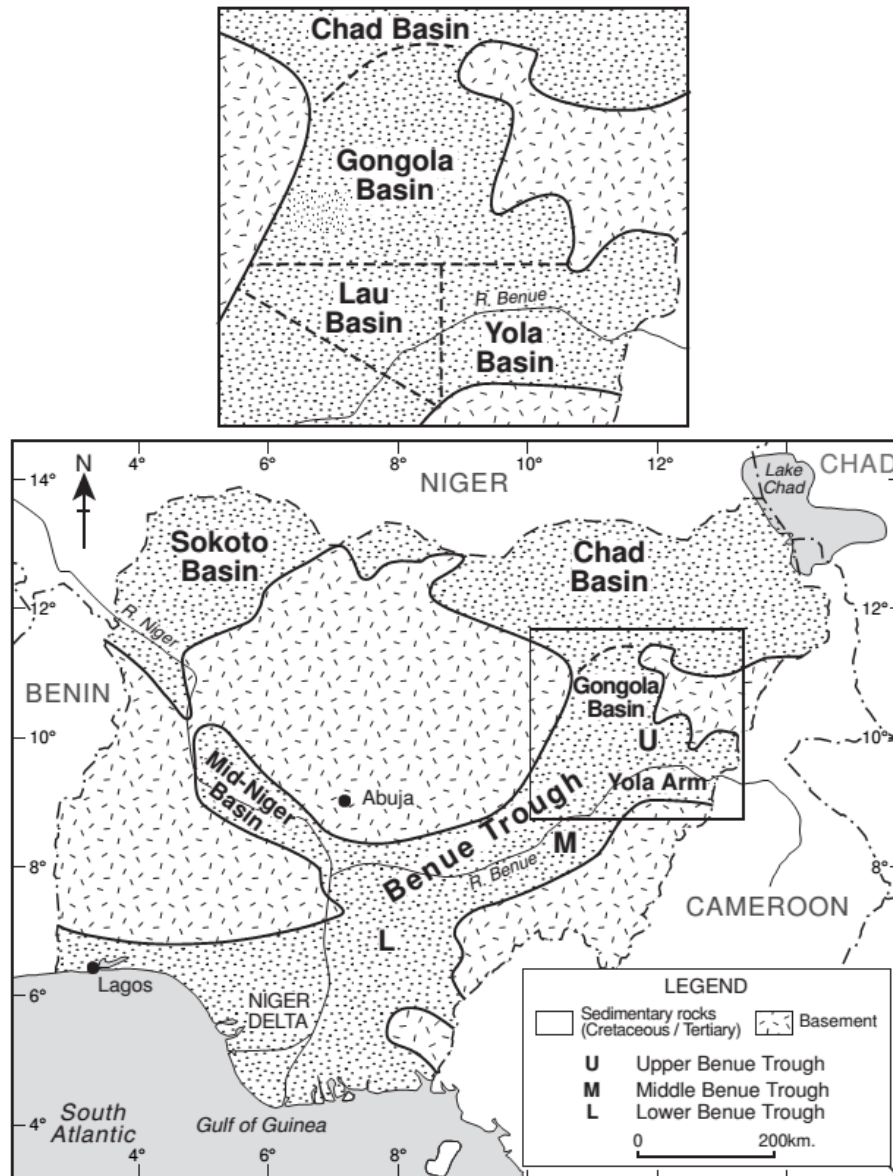 Chad Basin
Gongola
Basin
Lau
Basin
R. Benue
Yola
Basin
4°
6°
8°
10°
12°
14°
N
NIGER
Lake
Chad
CHAD
Sokoto
Basin
Chad
Basin
12°
12°
R. Niger
BENIN
Gongola
Basin
10°
10°
U
Mid-Niger
Basin
Abuja
Yola Arm
Benue Trough
M
R. Benue
8°
8°
CAMEROON
L
Lagos
6°
NIGER
DELTA
LEGEND
Sedimentary rocks
(Cretaceous / Tertiary)
Basement
U Upper Benue Trough
M Middle Benue Trough
L Lower Benue Trough
0 200km.
South
Atlantic
Gulf of Guinea
4°
4°
6°
8°